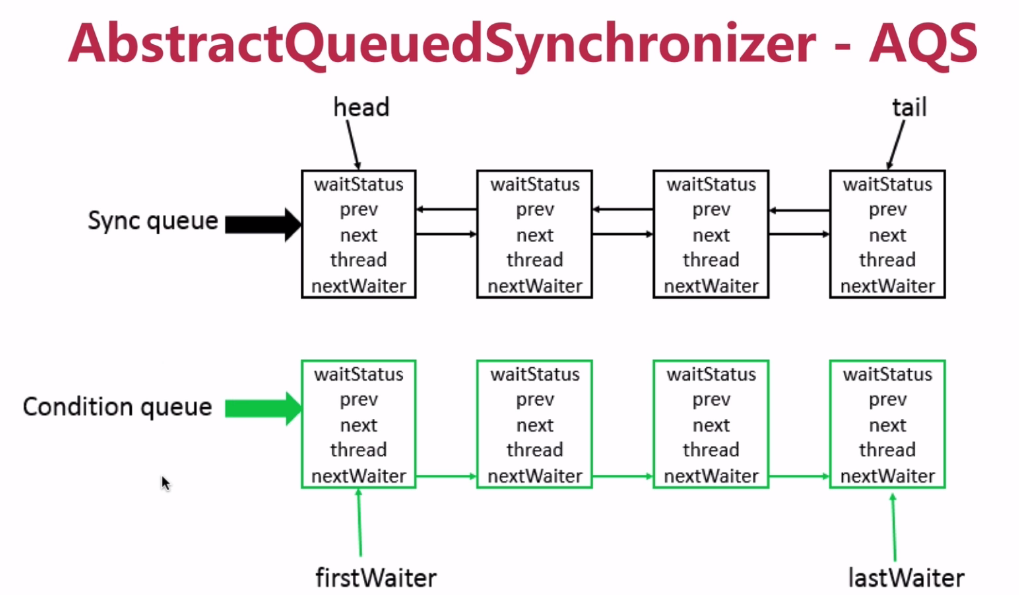 AbstractQueuedSynchronizer - AQS
head
tail
Sync queue
waitStatus
prev
next
thread
nextWaiter
waitStatus
prev
next
thread
nextWaiter
waitStatus
prev
next
thread
nextWaiter
waitStatus
prev
next
thread
nextWaiter
Condition queue
waitStatus
prev
next
thread
nextWaiter
waitStatus
prev
next
thread
nextWaiter
waitStatus
prev
next
thread
nextWaiter
waitStatus
prev
next
thread
nextWaiter
firstWaiter
lastWaiter